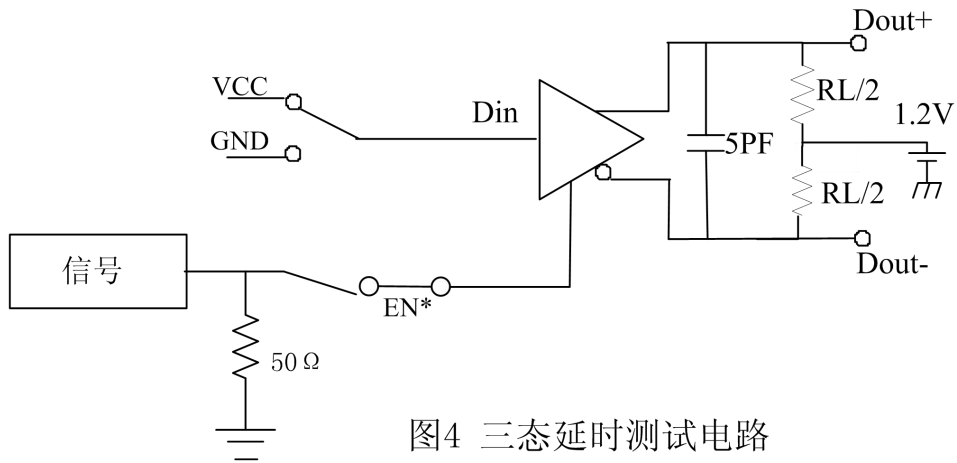 Dout+
VCC
RL/2
Din
1.2V
GND
5PF
RL/2
信号
Dout-
EN*
50Ω
图4 三态延时测试电路